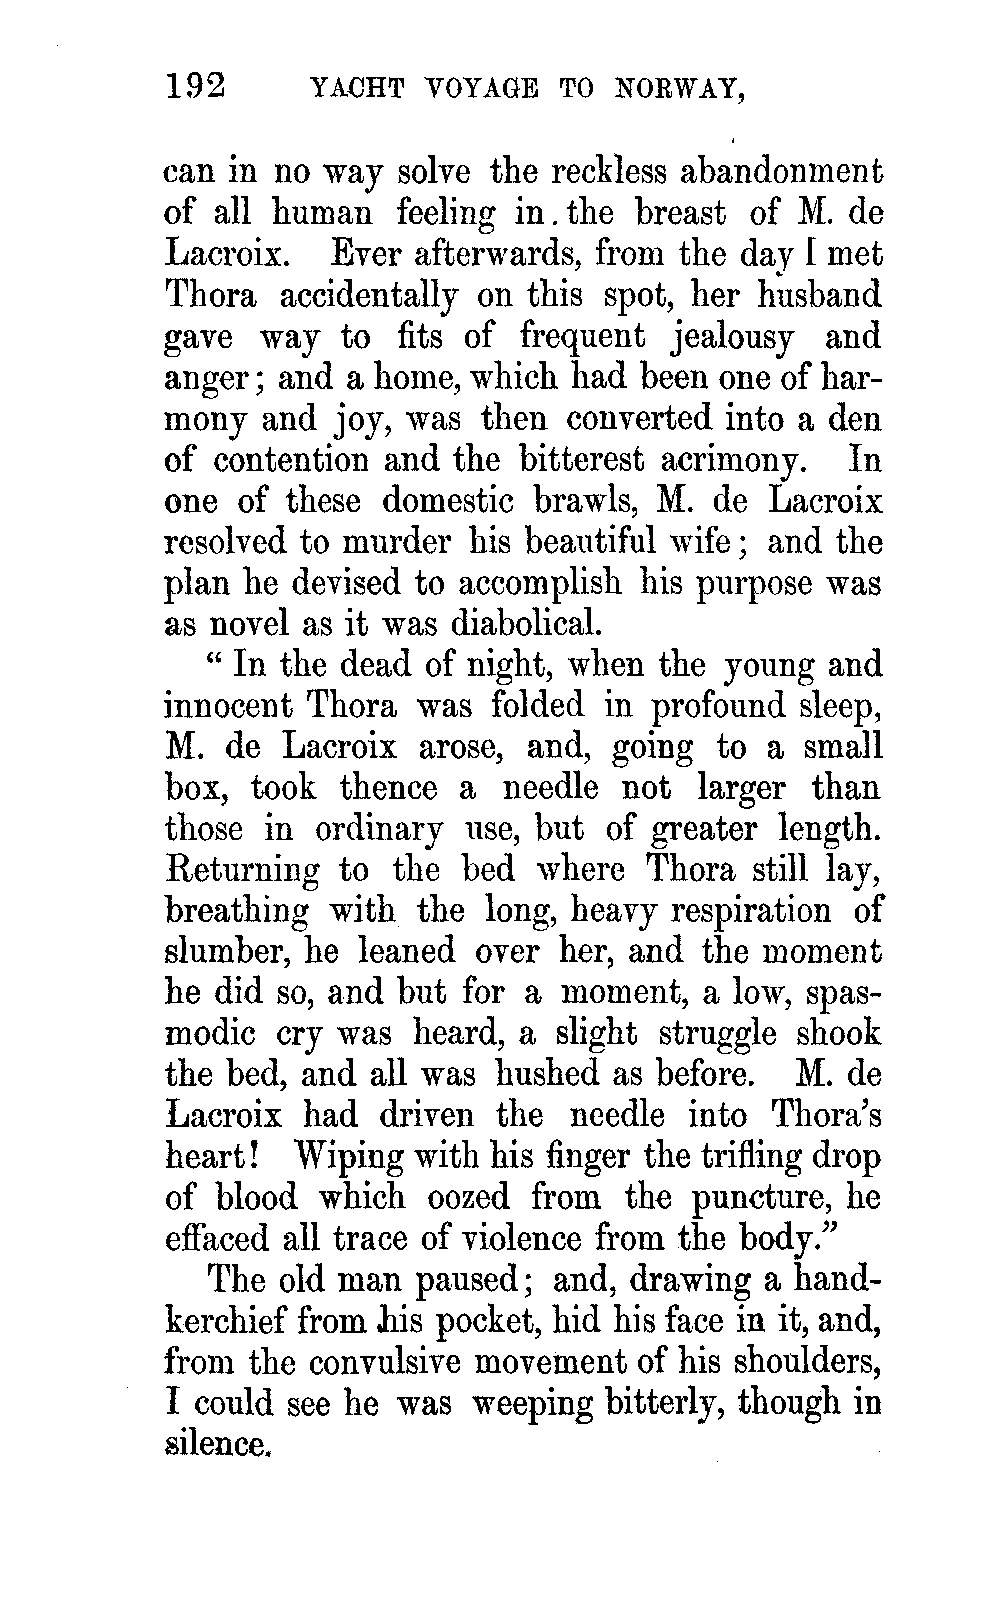 192 YACHT VOYAGE TO NORWAY,
can in no way solve the reckless abandonment
of all human feeling in. the breast of M. de
Lacroix. Ever afterwards, from the day I met
Thora accidentally on this spot, her husband
gave way to fits of frequent jealousy and
anger; and a home, which had been one of har-
mony and joy, was then converted into a den
of contention and the bitterest acrimony. In
one of these domestic brawls, M. de Lacroix
resolved to murder his beautiful wife; and the
plan he devised to accomplish his purpose was
as novel as it was diabolical.
“ In the dead of night, when the young and
innocent Thora was folded in profound sleep,
M. de Lacroix arose, and, going to a small
box, took thence a needle not larger than
those in ordinary use, but of greater length.
Returning to the bed where Thora still lay,
breathing with the long, heavy respiration of
slumber, he leaned over her, and the moment
he did so, and but for a moment, a low, spas-
modic cry was heard, a slight struggle shook
the bed, and all was hushed as before. M. de
Lacroix had driven the needle into Thora’s
heart! Wiping with his finger the trifling drop
of blood which oozed from the puncture, he
effaced all trace of violence from the body.”
The old man paused; and, drawing a hand-
kerchief from his pocket, hid his face in it, and,
from the convulsive movement of his shoulders,
I could see he was weeping bitterly, though in
silence.